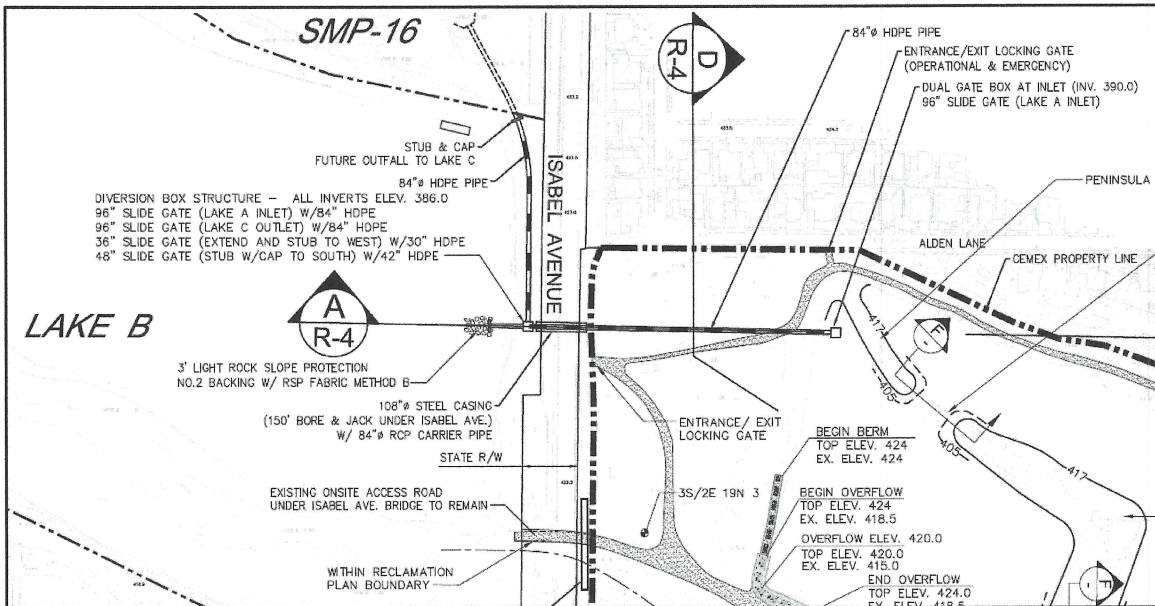 SMP-16
D
R-4
84"ø HDPE PIPE
ENTRANCE/EXIT LOCKING GATE
(OPERATIONAL & EMERGENCY)
DUAL GATE BOX AT INLET (INV. 390.0)
96" SLIDE GATE (LAKE A INLET)
STUB & CAP
FUTURE OUTFALL TO LAKE C
84"ø HDPE PIPE
ISABEL AVENUE
PENINSULA
DIVERSION BOX STRUCTURE – ALL INVERTS ELEV. 386.0
96" SLIDE GATE (LAKE A INLET) W/84" HDPE
96" SLIDE GATE (LAKE C OUTLET) W/84" HDPE
36" SLIDE GATE (EXTEND AND STUB TO WEST) W/30" HDPE
48" SLIDE GATE (STUB W/CAP TO SOUTH) W/42" HDPE
ALDEN LANE
CEMEX PROPERTY LINE
LAKE B
A
R-4
417
F
-
405
3' LIGHT ROCK SLOPE PROTECTION
NO.2 BACKING W/ RSP FABRIC METHOD B
108"ø STEEL CASING
(150' BORE & JACK UNDER ISABEL AVE.)
W/ 84"ø RCP CARRIER PIPE
ENTRANCE/ EXIT
LOCKING GATE
STATE R/W
BEGIN BERM
TOP ELEV. 424
EX. ELEV. 424
405
417
EXISTING ONSITE ACCESS ROAD
UNDER ISABEL AVE. BRIDGE TO REMAIN
3S/2E 19N 3
BEGIN OVERFLOW
TOP ELEV. 424
EX. ELEV. 418.5
OVERFLOW ELEV. 420.0
TOP ELEV. 420.0
EX. ELEV. 415.0
WITHIN RECLAMATION
PLAN BOUNDARY
END OVERFLOW
TOP ELEV. 424.0
EX. ELEV. 418.5
F
-